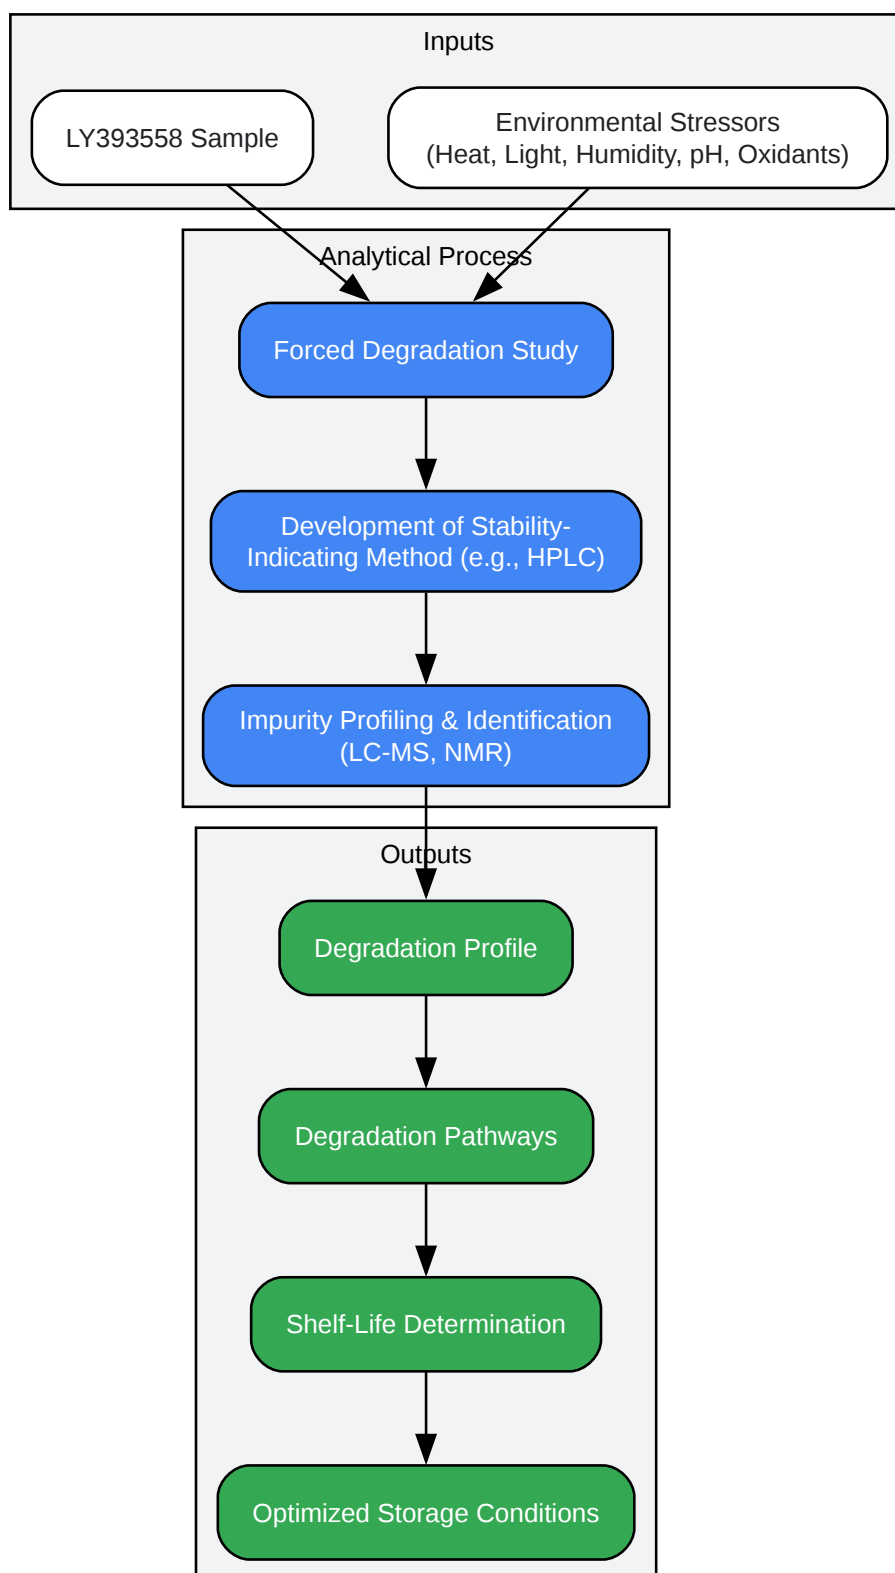 Inputs
LY393558 Sample
Environmental Stressors
(Heat, Light, Humidity, pH, Oxidants)
Analytical Process
Forced Degradation Study
Development of Stability-
Indicating Method (e.g., HPLC)
Impurity Profiling & Identification
(LC-MS, NMR)
Outputs
Degradation Profile
Degradation Pathways
Shelf-Life Determination
Optimized Storage Conditions